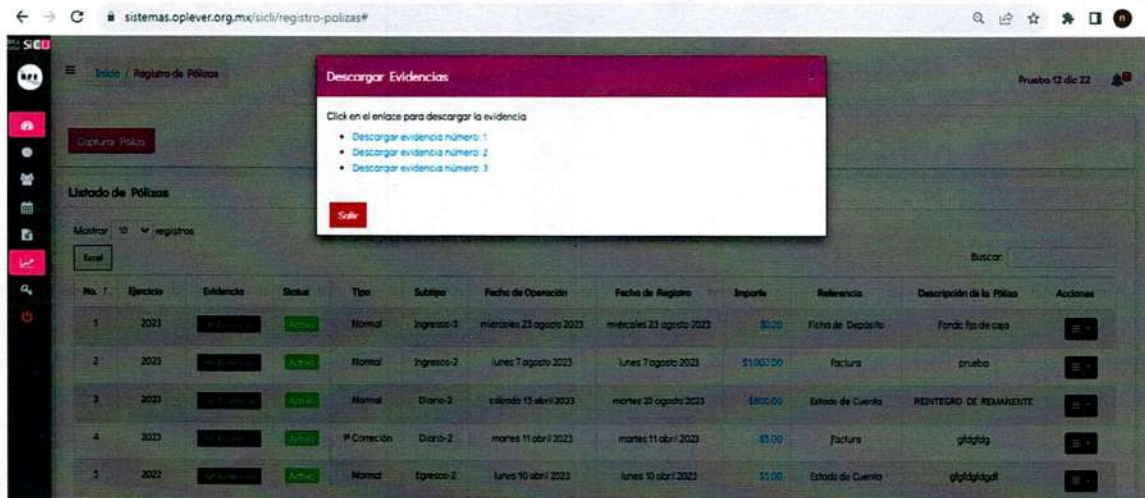 sistemas.oplever.org.mx/sicli/registro-polizas#
Inicio / Registro de Pólizas
Prueba 12 dic 22
Descargar Evidencias
Click en el enlace para descargar la evidencia
Descargar evidencia número: 1
Descargar evidencia número: 2
Descargar evidencia número: 3
Salir
Capturar Póliza
Listado de Pólizas
Mostrar 10 registros
Excel
Buscar:
No. Ejercicio Evidencia Status Tipo Subtipo Fecha de Operación Fecha de Registro Importe Referencia Descripción de la Póliza Acciones
1 2023 Activo Normal Ingresos-3 miércoles 23 agosto 2023 miércoles 23 agosto 2023 $0.20 Ficha de Depósito Fondo fijo de caja
2 2023 Activo Normal Ingresos-2 lunes 7 agosto 2023 lunes 7 agosto 2023 $1,000.00 Factura prueba
3 2023 Activo Normal Diario-2 sábado 15 abril 2023 martes 22 agosto 2023 $800.00 Estado de Cuenta REINTEGRO DE REMANENTE
4 2023 Activo 1ª Correción Diario-2 martes 11 abril 2023 martes 11 abril 2023 $5.00 Factura gfdgfdg
5 2022 Activo Normal Egresos-2 lunes 10 abril 2023 lunes 10 abril 2023 $5.00 Estado de Cuenta